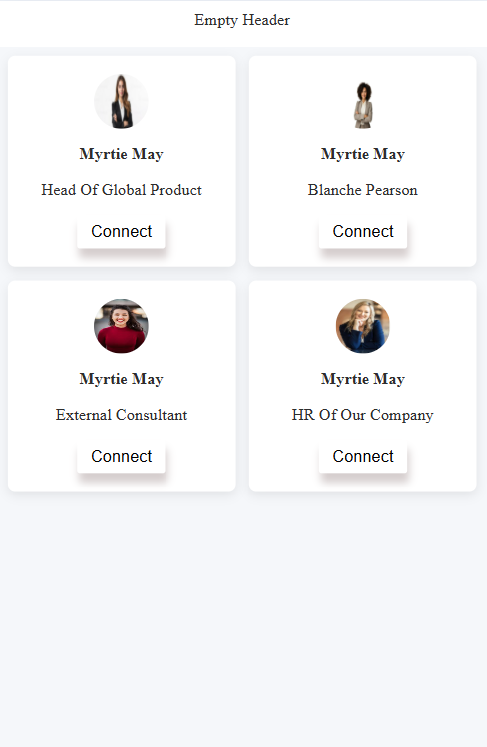 Empty Header
Myrtie May
Head Of Global Product
Connect
Myrtie May
Blanche Pearson
Connect
Myrtie May
External Consultant
Connect
Myrtie May
HR Of Our Company
Connect